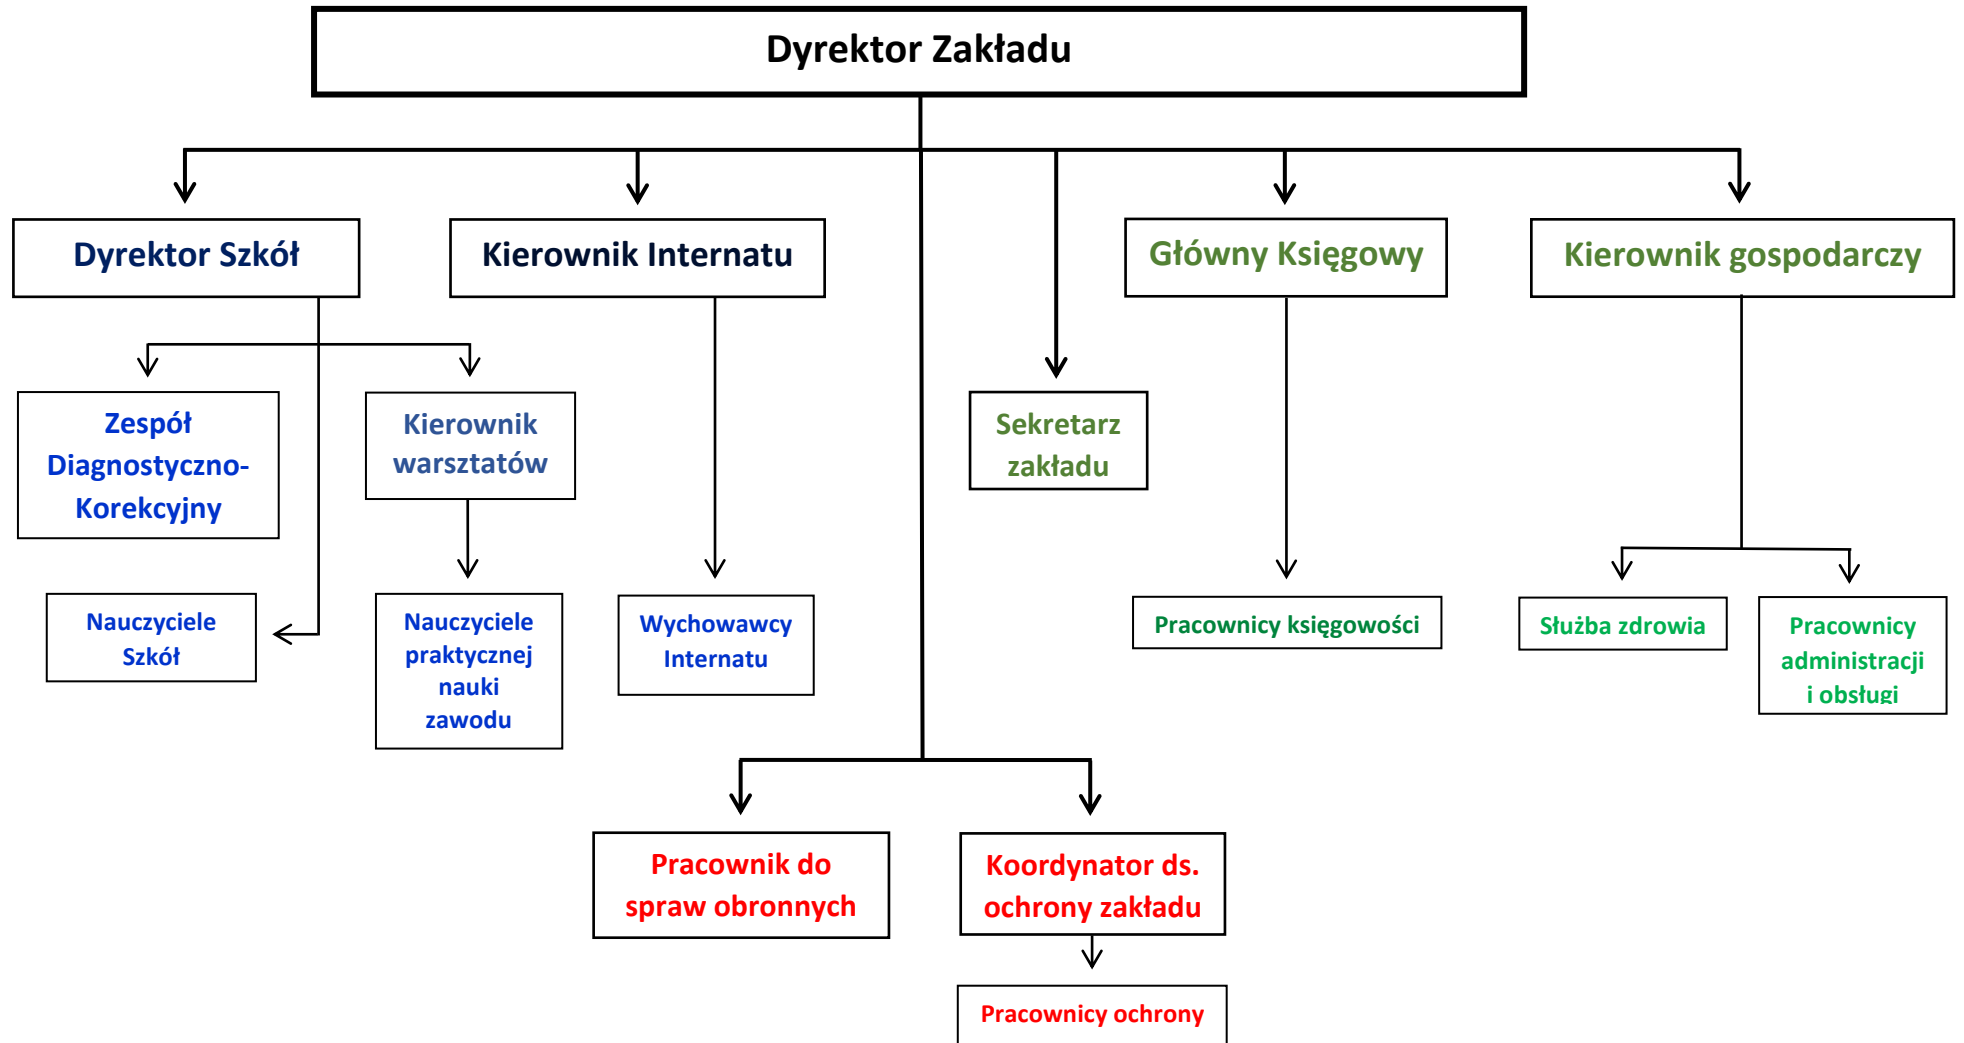 Dyrektor Zakładu
Dyrektor Szkół
Kierownik Internatu
Główny Księgowy
Kierownik gospodarczy
Zespół
Diagnostyczno-
Korekcyjny
Kierownik
warsztatów
Sekretarz
zakładu
Nauczyciele
Szkół
Nauczyciele
praktycznej
nauki
zawodu
Wychowawcy
Internatu
Pracownicy księgowości
Służba zdrowia
Pracownicy
administracji
i obsługi
Pracownik do
spraw obronnych
Koordynator ds.
ochrony zakładu
Pracownicy ochrony